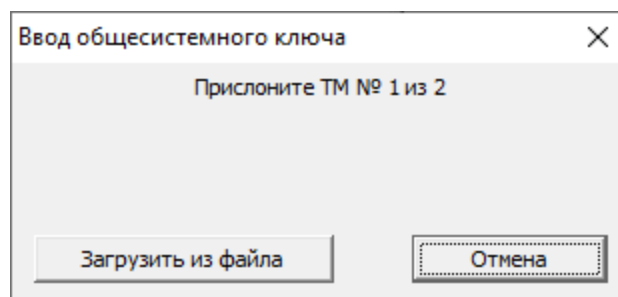 Ввод общесистемного ключа
Прислоните ТМ № 1 из 2
Загрузить из файла
Отмена